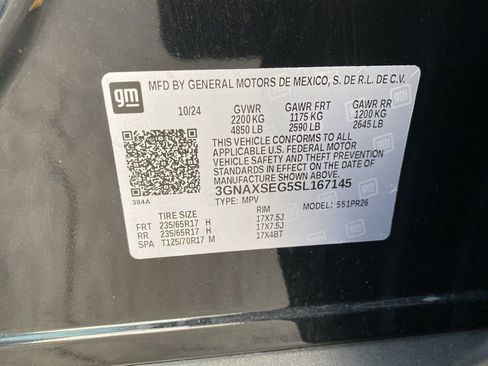 gm
MFD BY GENERAL MOTORS DE MEXICO, S. DE R.L. DE C.V.
10/24 GVWR GAWR FRT GAWR RR
2200 KG 1175 KG 1200 KG
4850 LB 2590 LB 2645 LB
THIS VEHICLE CONFORMS TO ALL
APPLICABLE U.S. FEDERAL MOTOR
VEHICLE SAFETY AND THEFT PREVENTION
STANDARDS IN EFFECT ON THE DATE OF
MANUFACTURE SHOWN ABOVE.
3GNAXSEG5SL167145
384A TYPE: MPV MODEL: 551PR26
TIRE SIZE RIM
FRT 235/65R17 H 17X7.5J
RR 235/65R17 H 17X7.5J
SPA T125/70R17 M 17X4BT